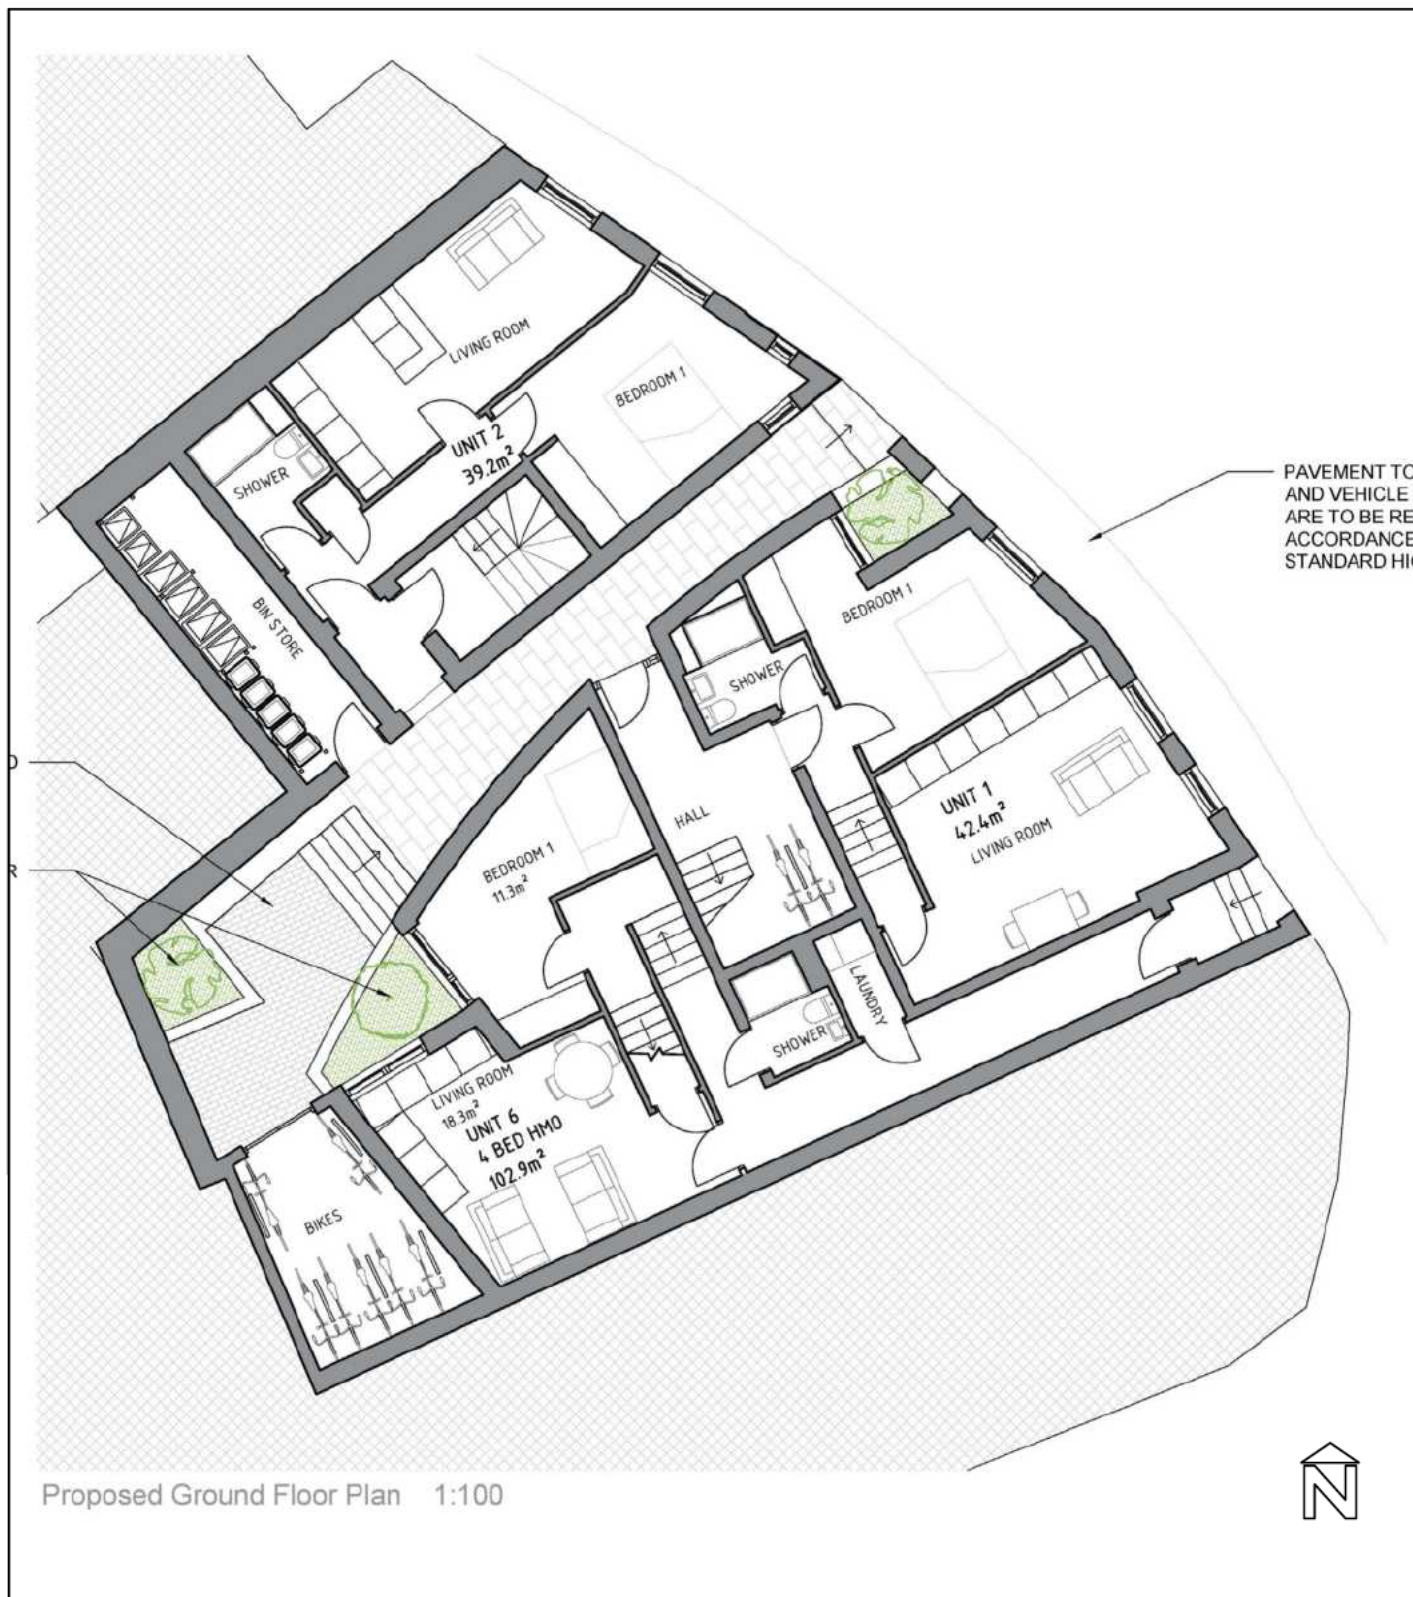 LIVING ROOM
BEDROOM 1
UNIT 2
39.2m²
SHOWER
BIN STORE
PAVEMENT TO
AND VEHICLE
ARE TO BE RE
ACCORDANCE
STANDARD HI
BEDROOM 1
SHOWER
HALL
UNIT 1
42.4m²
LIVING ROOM
BEDROOM 1
11.3m²
R
LAUNDRY
SHOWER
LIVING ROOM
18.3m²
UNIT 6
4 BED HMO
102.9m²
BIKES
Proposed Ground Floor Plan 1:100
N